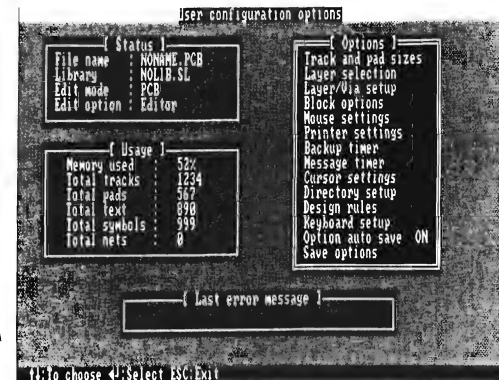 User configuration options
[ Status ]
File name : NONAME.PCB
Library : NOLIB.SL
Edit mode : PCB
Edit option : Editor
[ Usage ]
Memory used : 52%
Total tracks : 1234
Total pads : 567
Total text : 890
Total symbols : 999
Total nets : 0
[ Options ]
Track and pad sizes
Layer selection
Layer/Via setup
Block options
Mouse settings
Printer settings
Backup timer
Message timer
Cursor settings
Directory setup
Design rules
Keyboard setup
Option auto save ON
Save options
[ Last error message ]
↑↓:To choose ↵:Select ESC:Exit